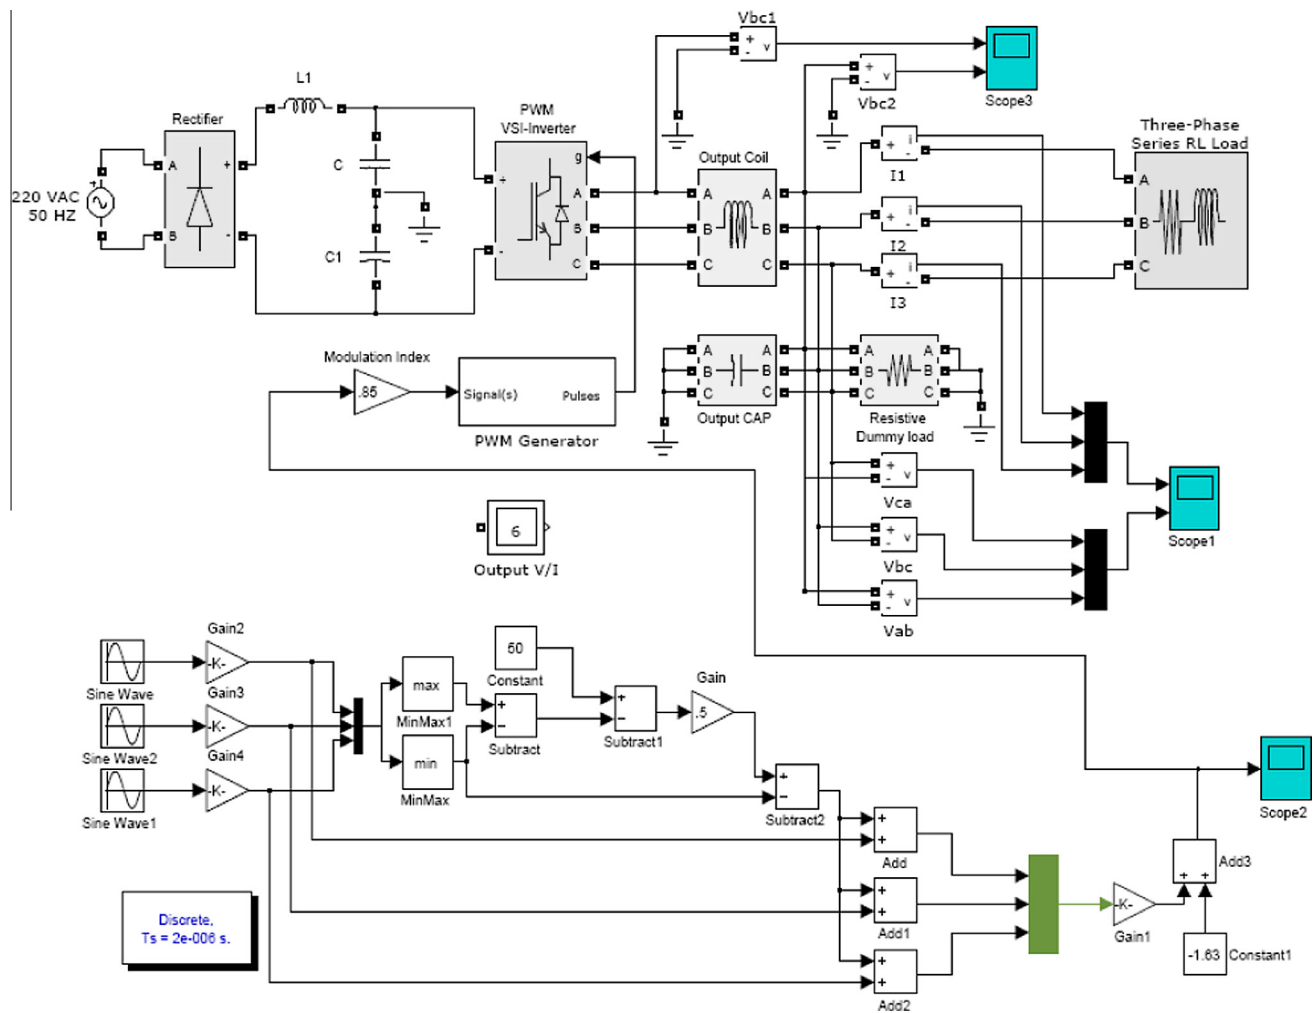 Vbc1
+
-
v
+
-
v
Vbc2
Scope3
L1
Rectifier
PWM
VSI-Inverter
Output Coil
Three-Phase
Series RL Load
220 VAC
50 HZ
A
B
+
-
C
C1
+
-
g
A
B
C
A
B
C
A
B
C
+
i
-
I1
+
i
-
I2
+
i
-
I3
A
B
C
Modulation Index
.85
Signal(s)
Pulses
PWM Generator
A
B
C
A
B
C
Output CAP
A
B
C
A
B
C
Resistive
Dummy load
+
-
v
Vca
+
-
v
Vbc
+
-
v
Vab
Scope1
6
Output V/I
Gain2
-K-
Sine Wave
Gain3
-K-
Sine Wave2
Gain4
-K-
Sine Wave1
max
MinMax1
min
MinMax
50
Constant
+
−
Subtract
+
−
Subtract1
Gain
.5
+
−
Subtract2
+
+
Add
+
+
Add1
+
+
Add2
-K-
Gain1
+ +
Add3
-1.63
Constant1
Scope2
Discrete,
Ts = 2e-006 s.